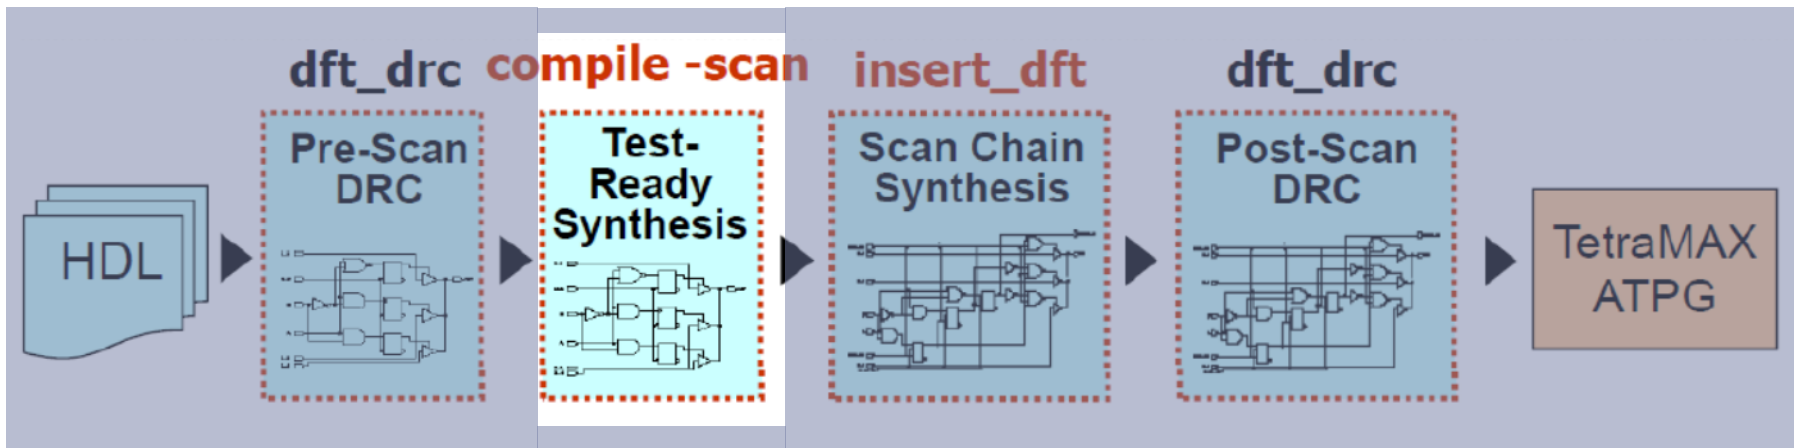 dft_drc
compile -scan
insert_dft
dft_drc
HDL
Pre-Scan
DRC
Test-
Ready
Synthesis
Scan Chain
Synthesis
Post-Scan
DRC
TetraMAX
ATPG